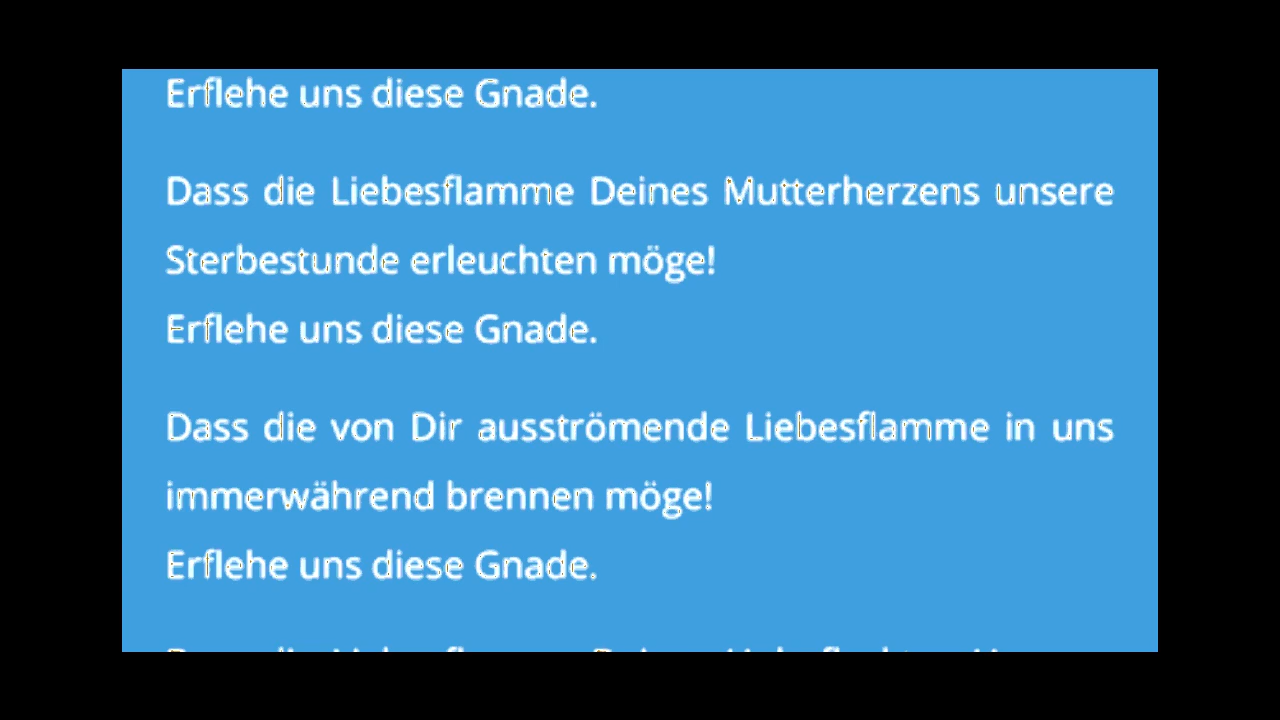 Erflehe uns diese Gnade.
Dass die Liebesflamme Deines Mutterherzens unsere
Sterbestunde erleuchten möge!
Erflehe uns diese Gnade.
Dass die von Dir ausströmende Liebesflamme in uns
immerwährend brennen möge!
Erflehe uns diese Gnade.